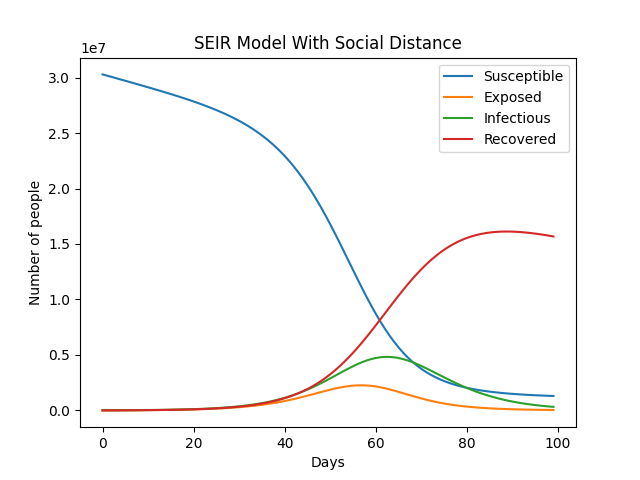 SEIR Model With Social Distance
1e7
Susceptible
Exposed
Infectious
Recovered
3.0
2.5
2.0
1.5
1.0
0.5
0.0
Number of people
0 20 40 60 80 100
Days